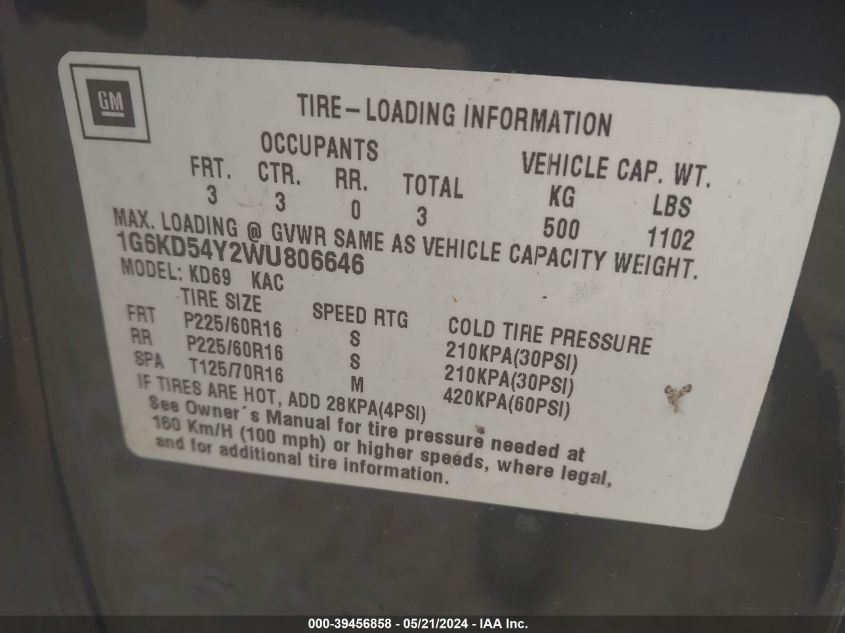 GM
TIRE-LOADING INFORMATION
OCCUPANTS VEHICLE CAP. WT.
FRT. CTR. RR. TOTAL KG LBS
3 3 0 3 500 1102
MAX. LOADING @ GVWR SAME AS VEHICLE CAPACITY WEIGHT.
1G6KD54Y2WU806646
MODEL: KD69 KAC
TIRE SIZE SPEED RTG COLD TIRE PRESSURE
FRT P225/60R16 S 210KPA(30PSI)
RR P225/60R16 S 210KPA(30PSI)
SPA T125/70R16 M 420KPA(60PSI)
IF TIRES ARE HOT, ADD 28KPA(4PSI)
See Owner's Manual for tire pressure needed at
160 Km/H (100 mph) or higher speeds, where legal,
and for additional tire information.
000-39456858 - 05/21/2024 - IAA Inc.